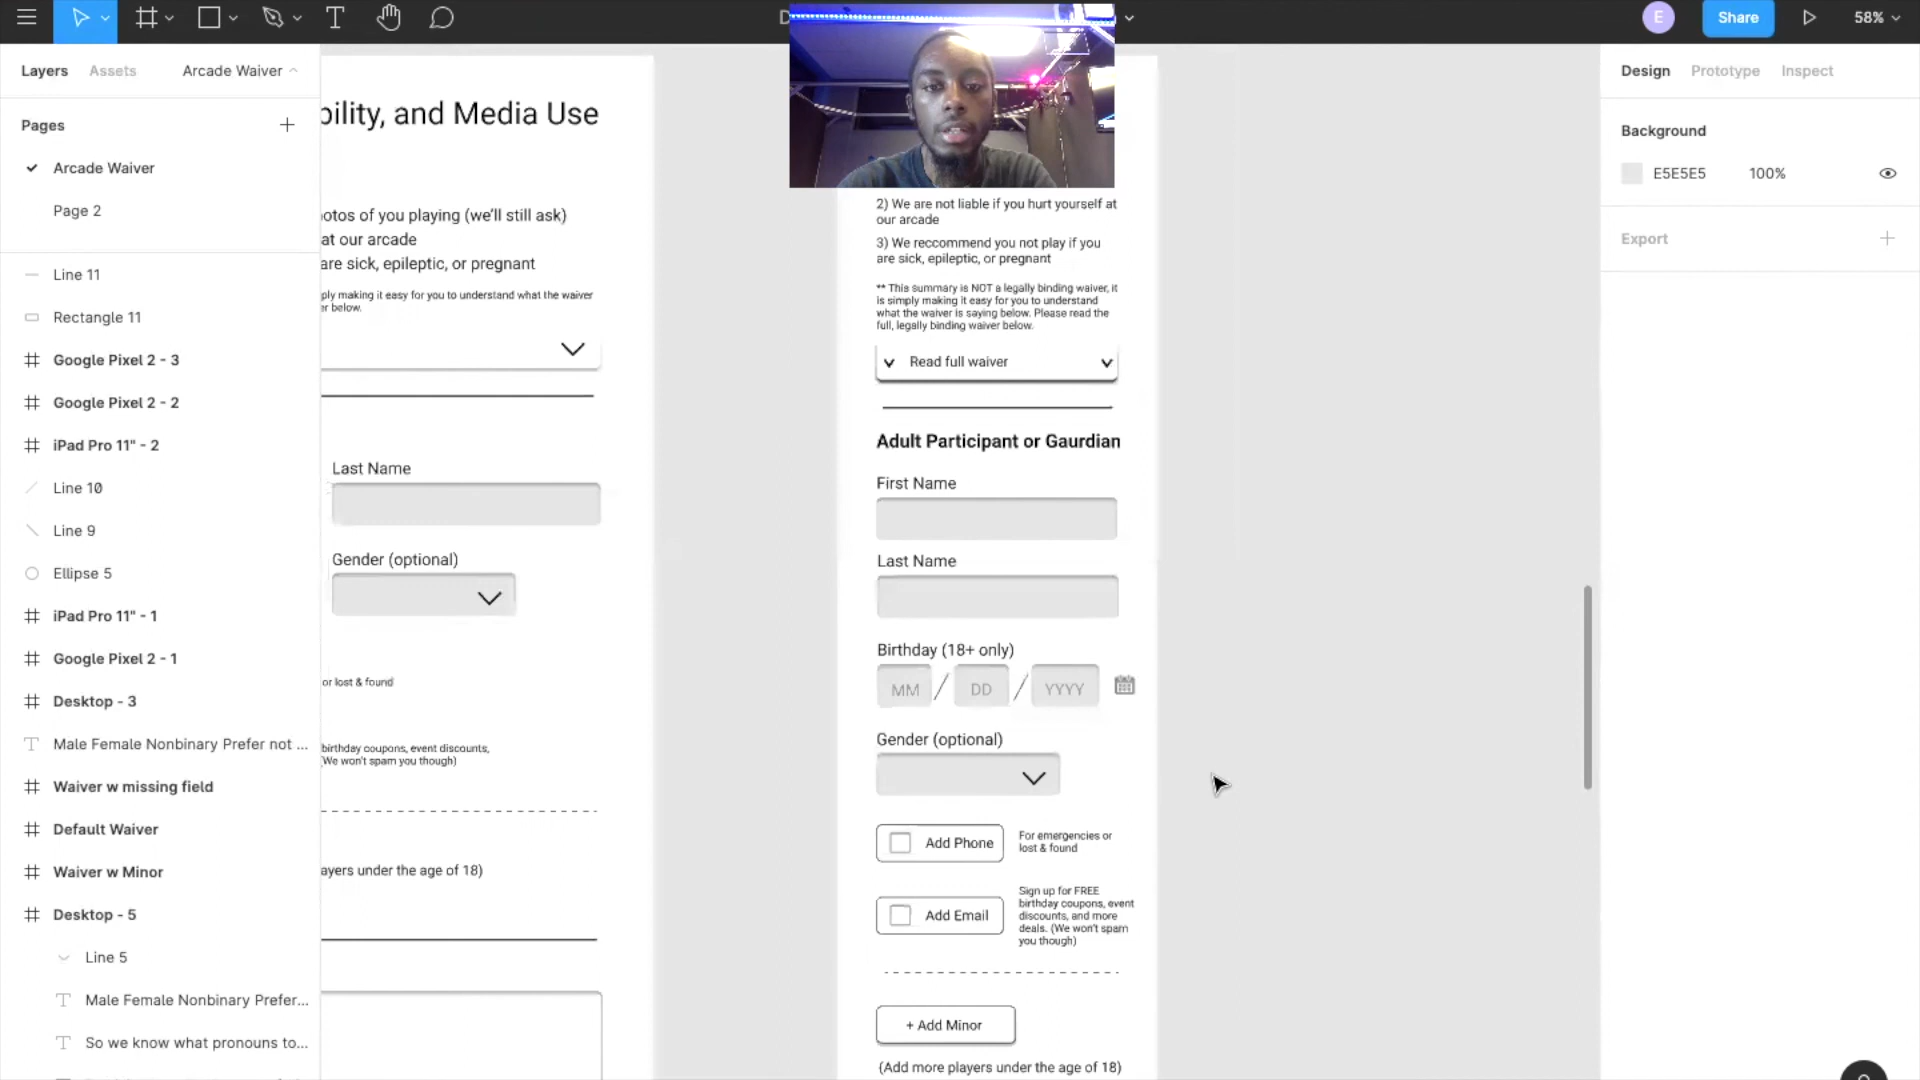 D
E
Share
58%
Layers
Assets
Arcade Waiver
Pages
Arcade Waiver
Page 2
Line 11
Rectangle 11
Google Pixel 2 - 3
Google Pixel 2 - 2
iPad Pro 11" - 2
Line 10
Line 9
Ellipse 5
iPad Pro 11" - 1
Google Pixel 2 - 1
Desktop - 3
Male Female Nonbinary Prefer not ...
Waiver w missing field
Default Waiver
Waiver w Minor
Desktop - 5
Line 5
Male Female Nonbinary Prefer...
So we know what pronouns to...
bility, and Media Use
otos of you playing (we'll still ask)
at our arcade
are sick, epileptic, or pregnant
ply making it easy for you to understand what the waiver
er below.
Last Name
Gender (optional)
or lost & found
birthday coupons, event discounts,
(We won't spam you though)
ayers under the age of 18)
2) We are not liable if you hurt yourself at
our arcade
3) We reccommend you not play if you
are sick, epileptic, or pregnant
** This summary is NOT a legally binding waiver, it
is simply making it easy for you to understand
what the waiver is saying below. Please read the
full, legally binding waiver below.
Read full waiver
Adult Participant or Gaurdian
First Name
Last Name
Birthday (18+ only)
MM / DD / YYYY
Gender (optional)
Add Phone
For emergencies or
lost & found
Add Email
Sign up for FREE
birthday coupons, event
discounts, and more
deals. (We won't spam
you though)
+ Add Minor
(Add more players under the age of 18)
Design
Prototype
Inspect
Background
E5E5E5
100%
Export